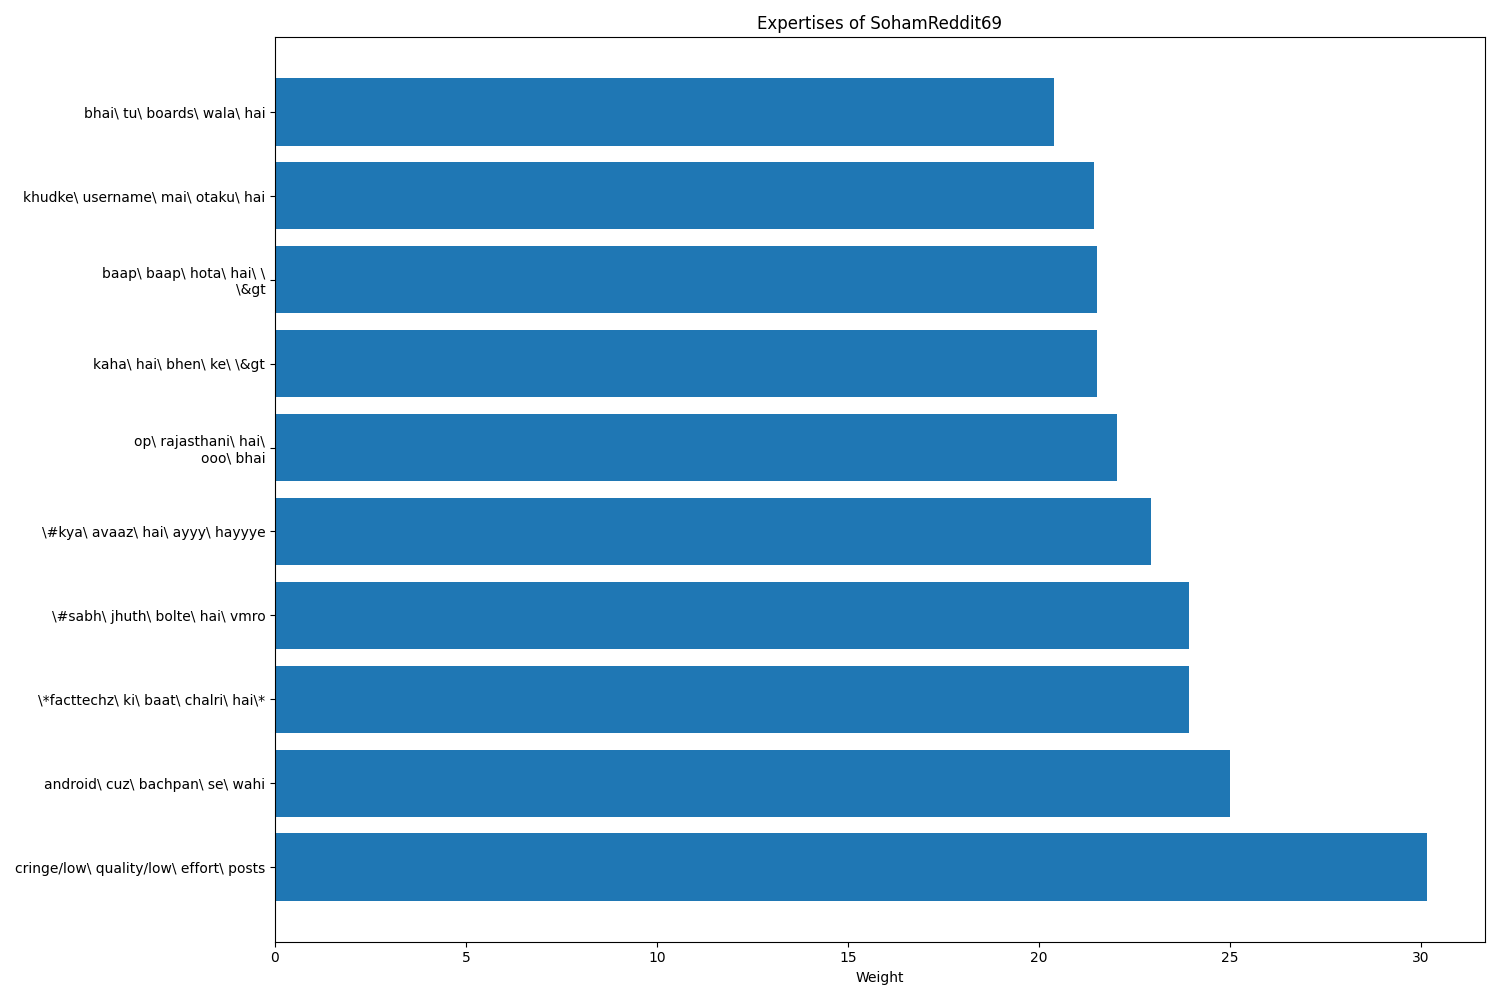 Expertises of SohamReddit69
bhai\ tu\ boards\ wala\ hai
khudke\ username\ mai\ otaku\ hai
baap\ baap\ hota\ hai\ \
\&gt
kaha\ hai\ bhen\ ke\ \&gt
op\ rajasthani\ hai\
ooo\ bhai
\#kya\ avaaz\ hai\ ayyy\ hayyye
\#sabh\ jhuth\ bolte\ hai\ vmro
\*facttechz\ ki\ baat\ chalri\ hai\*
android\ cuz\ bachpan\ se\ wahi
cringe/low\ quality/low\ effort\ posts
0 5 10 15 20 25 30
Weight